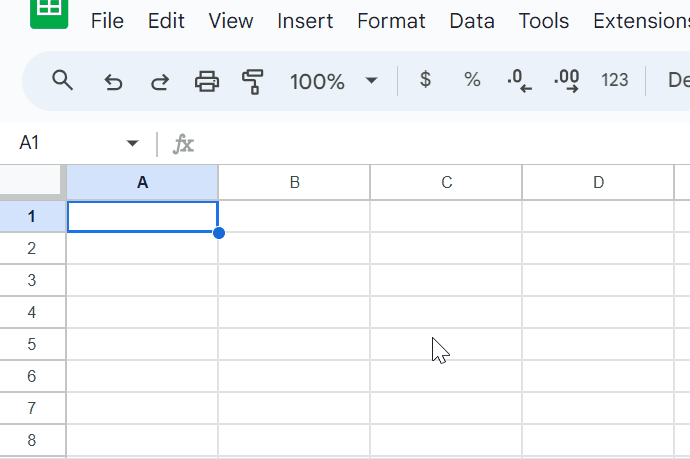 File Edit View Insert Format Data Tools Extensions
100% $ % .0 .00 123 De
A1 fx
A B C D
1
2
3
4
5
6
7
8